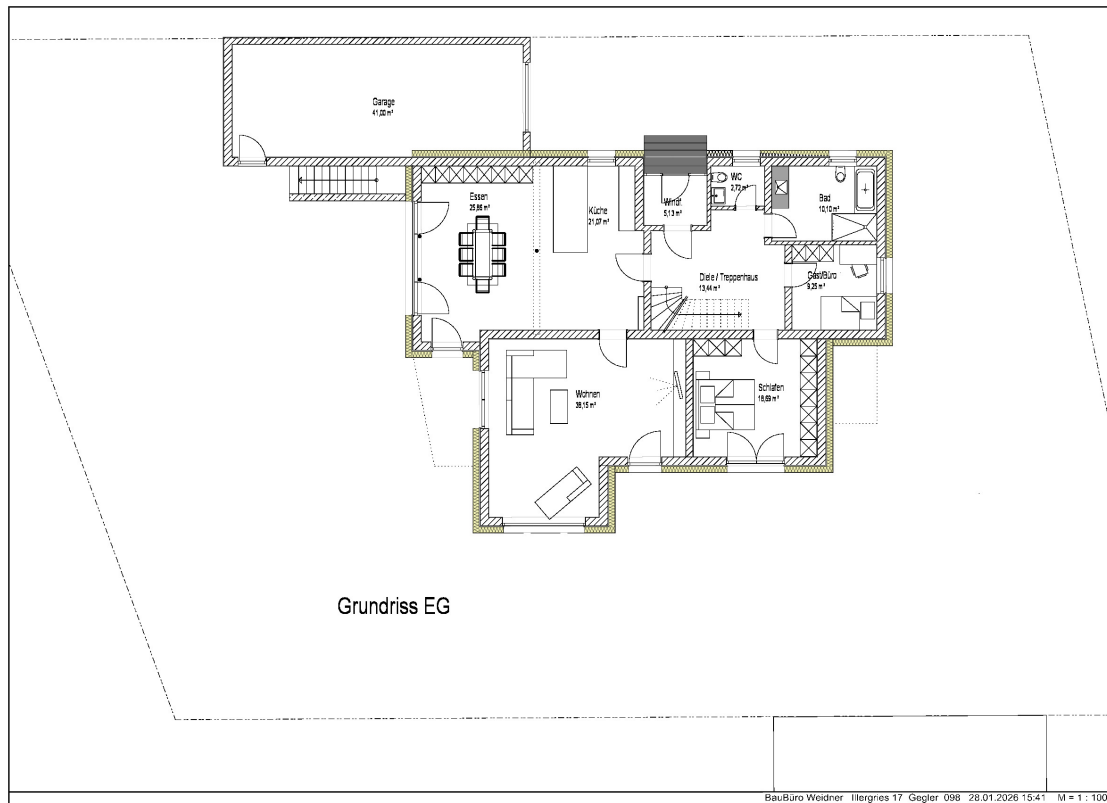 Garage
41,00 m²
Essen
25,86 m²
Küche
21,07 m²
Windf.
5,13 m²
WC
2,72 m²
Bad
10,10 m²
Diele / Treppenhaus
13,44 m²
Gast/Büro
9,25 m²
Wohnen
39,15 m²
Schlafen
18,69 m²
Grundriss EG
BauBüro Weidner Illergries 17 Gegler 098 28.01.2026 15:41 M = 1 : 100